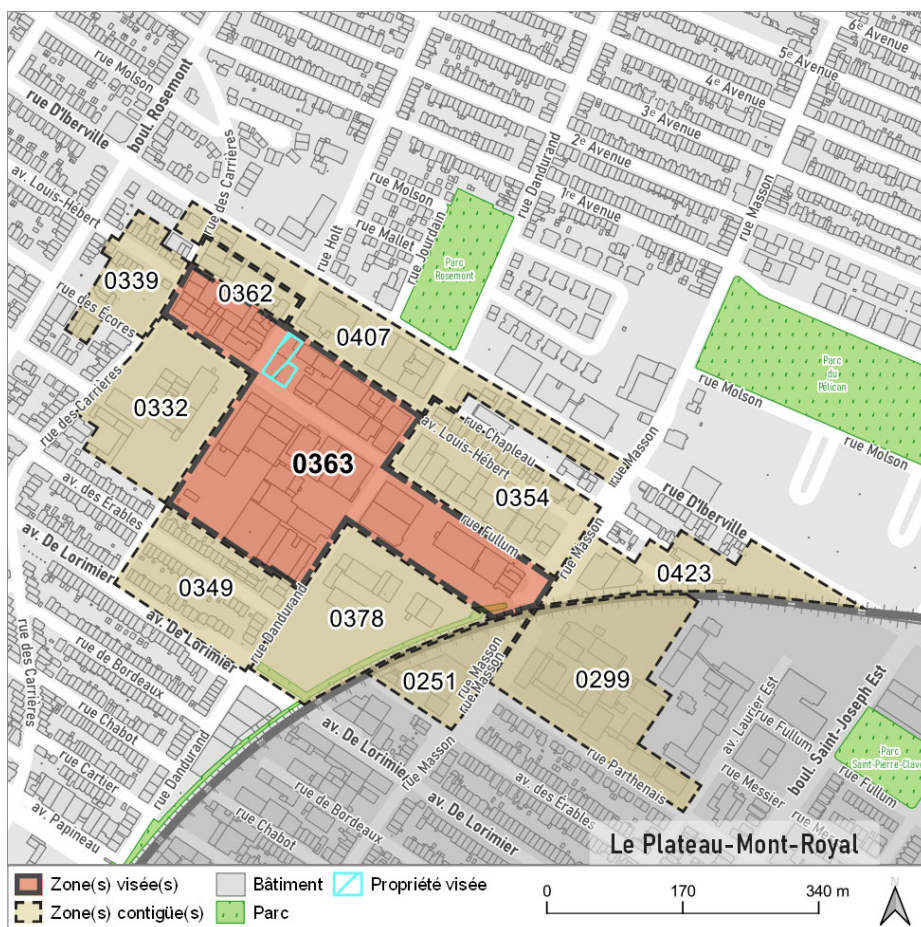 6e Avenue
5e Avenue
4e Avenue
3e Avenue
2e Avenue
1re Avenue
rue Molson
boul. Rosemont
rue D'Iberville
rue des Carrières
av. Louis-Hébert
rue Dandurand
rue Masson
rue Molson
rue Mallet
rue Jourdain
rue Holt
Parc
Rosemont
0339
0362
0407
rue des Écores
Parc
du
Pélican
rue Molson
rue Molson
0332
rue des Carrières
rue Chapleau
av. Louis-Hébert
rue Masson
0363
0354
rue D'Iberville
av. des Érables
rue Fullum
rue Masson
av. De Lorimier
0349
0423
rue Dandurand
0378
av. De Lorimier
0251
rue Masson
rue Masson
0299
rue des Carrières
rue de Bordeaux
rue Chabot
rue Cartier
av. Papineau
rue Dandurand
av. De Lorimier
rue Masson
rue de Bordeaux
rue Chabot
av. De Lorimier
av. des Érables
rue Parthenais
av. Laurier Est
rue Fullum
boul. Saint-Joseph Est
rue Messier
Parc
Saint-Pierre-Clave
rue Fullum
rue Mes
Le Plateau-Mont-Royal
Zone(s) visée(s)
Bâtiment
Propriété visée
Zone(s) contigüe(s)
Parc
0
170
340 m
N